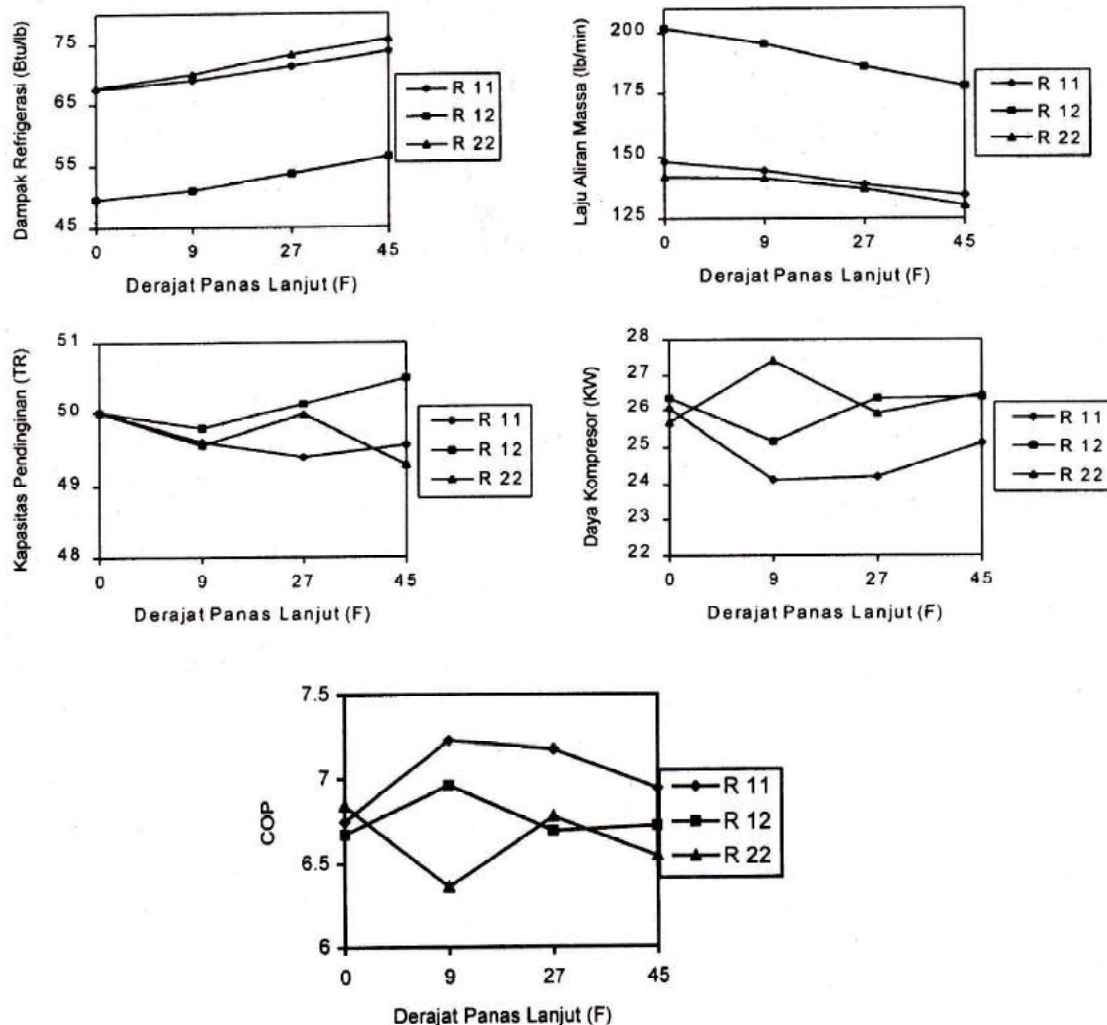 Dampak Refrigerasi (Btu/lb)
75
65
55
45
0 9 27 45
Derajat Panas Lanjut (F)
R 11
R 12
R 22
Laju Aliran Massa (lb/min)
200
175
150
125
0 9 27 45
Derajat Panas Lanjut (F)
R 11
R 12
R 22
Kapasitas Pendinginan (TR)
51
50
49
48
0 9 27 45
Derajat Panas Lanjut (F)
R 11
R 12
R 22
Daya Kompresor (KW)
28
27
26
25
24
23
22
0 9 27 45
Derajat Panas Lanjut (F)
R 11
R 12
R 22
COP
7.5
7
6.5
6
0 9 27 45
Derajat Panas Lanjut (F)
R 11
R 12
R 22